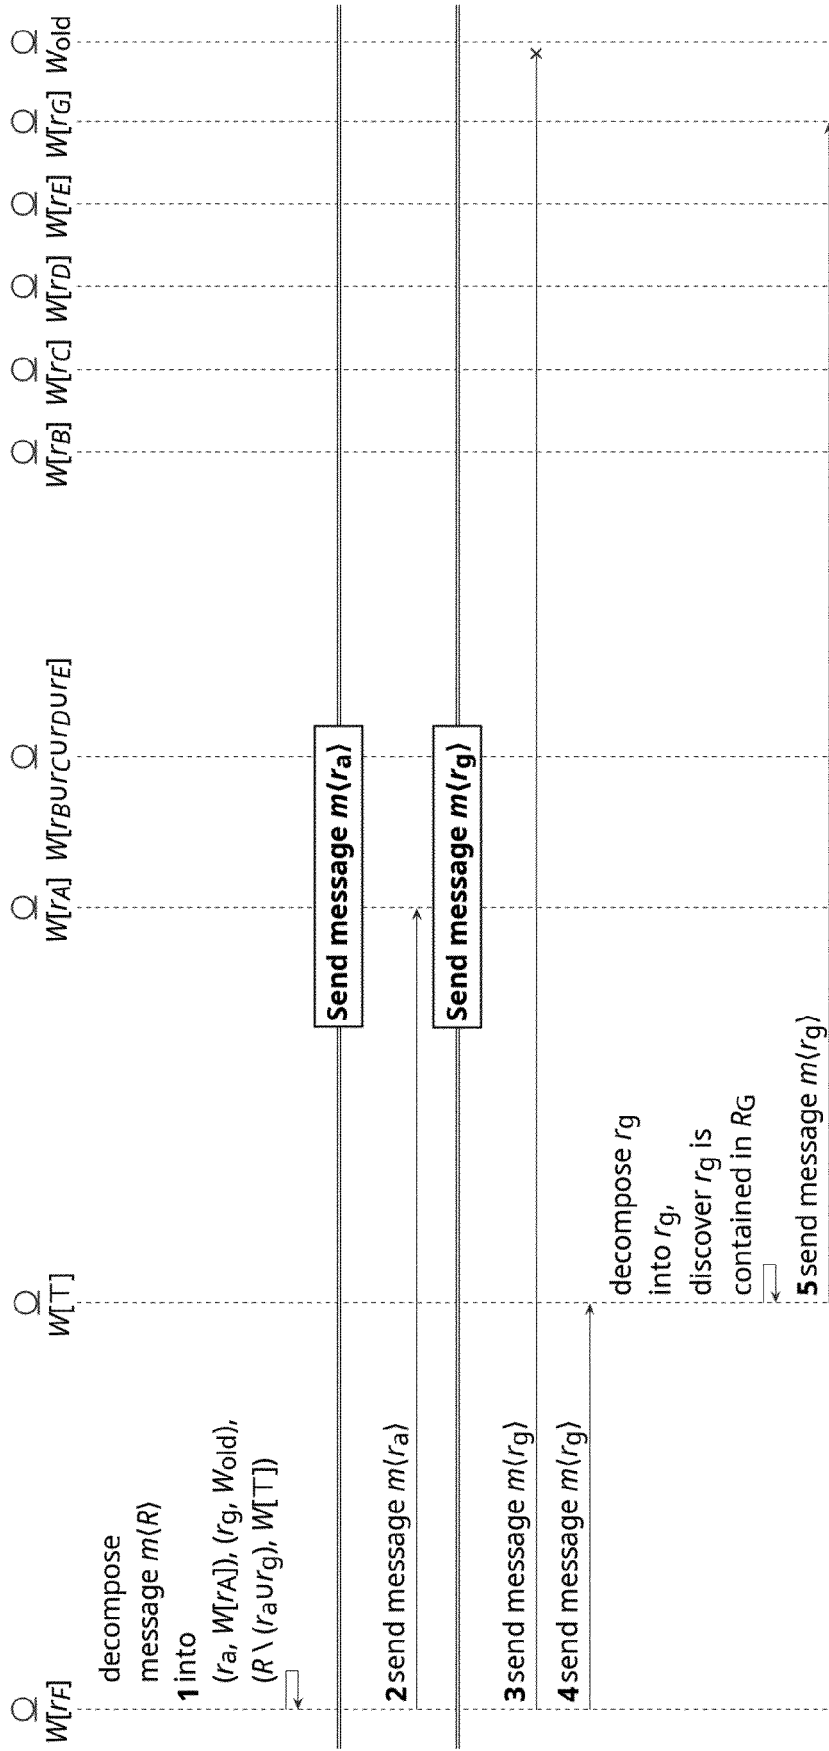 W[rF]
W[⊤]
W[rA]
W[rB∪rC∪rD∪rE]
W[rB]
W[rC]
W[rD]
W[rE]
W[rG]
Wold
decompose
message m⟨R⟩
1 into
(ra, W[rA]), (rg, Wold),
(R \ (ra∪rg), W[⊤])
Send message m⟨ra⟩
2 send message m⟨ra⟩
Send message m⟨rg⟩
3 send message m⟨rg⟩
4 send message m⟨rg⟩
decompose rg
into rg,
discover rg is
contained in RG
5 send message m⟨rg⟩